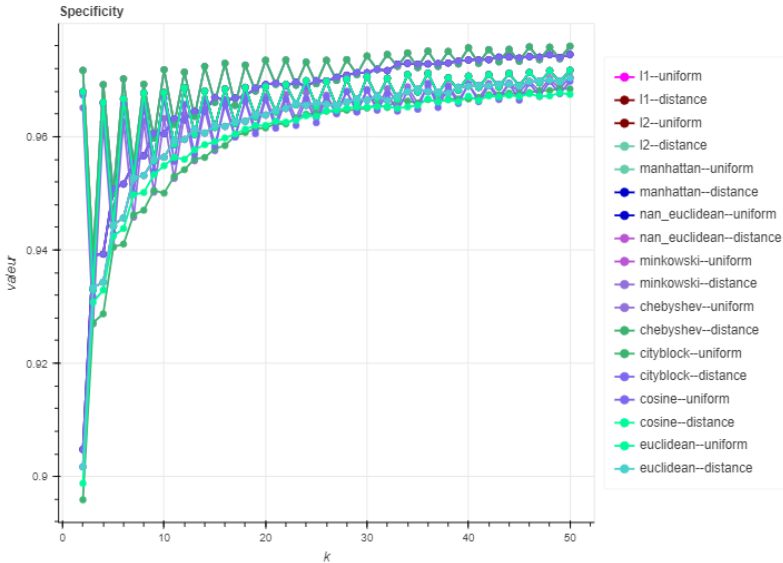 Specificity
valeur
0.96
0.94
0.92
0.9
0
10
20
30
40
50
k
l1--uniform
l1--distance
l2--uniform
l2--distance
manhattan--uniform
manhattan--distance
nan_euclidean--uniform
nan_euclidean--distance
minkowski--uniform
minkowski--distance
chebyshev--uniform
chebyshev--distance
cityblock--uniform
cityblock--distance
cosine--uniform
cosine--distance
euclidean--uniform
euclidean--distance